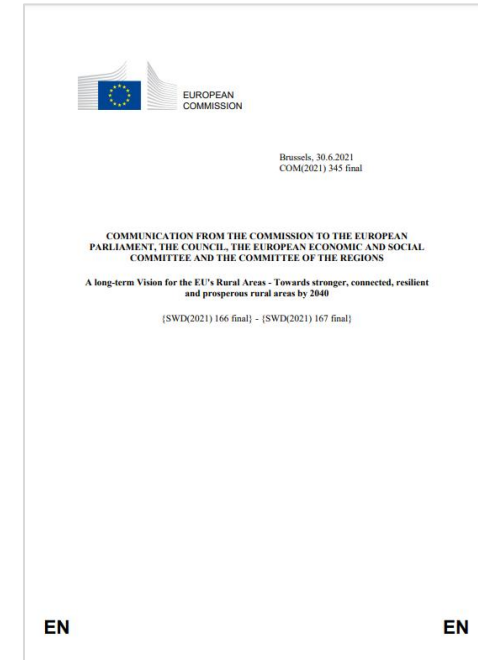 EUROPEAN
COMMISSION
Brussels, 30.6.2021
COM(2021) 345 final
COMMUNICATION FROM THE COMMISSION TO THE EUROPEAN
PARLIAMENT, THE COUNCIL, THE EUROPEAN ECONOMIC AND SOCIAL
COMMITTEE AND THE COMMITTEE OF THE REGIONS
A long-term Vision for the EU's Rural Areas - Towards stronger, connected, resilient
and prosperous rural areas by 2040
{SWD(2021) 166 final} - {SWD(2021) 167 final}
EN EN